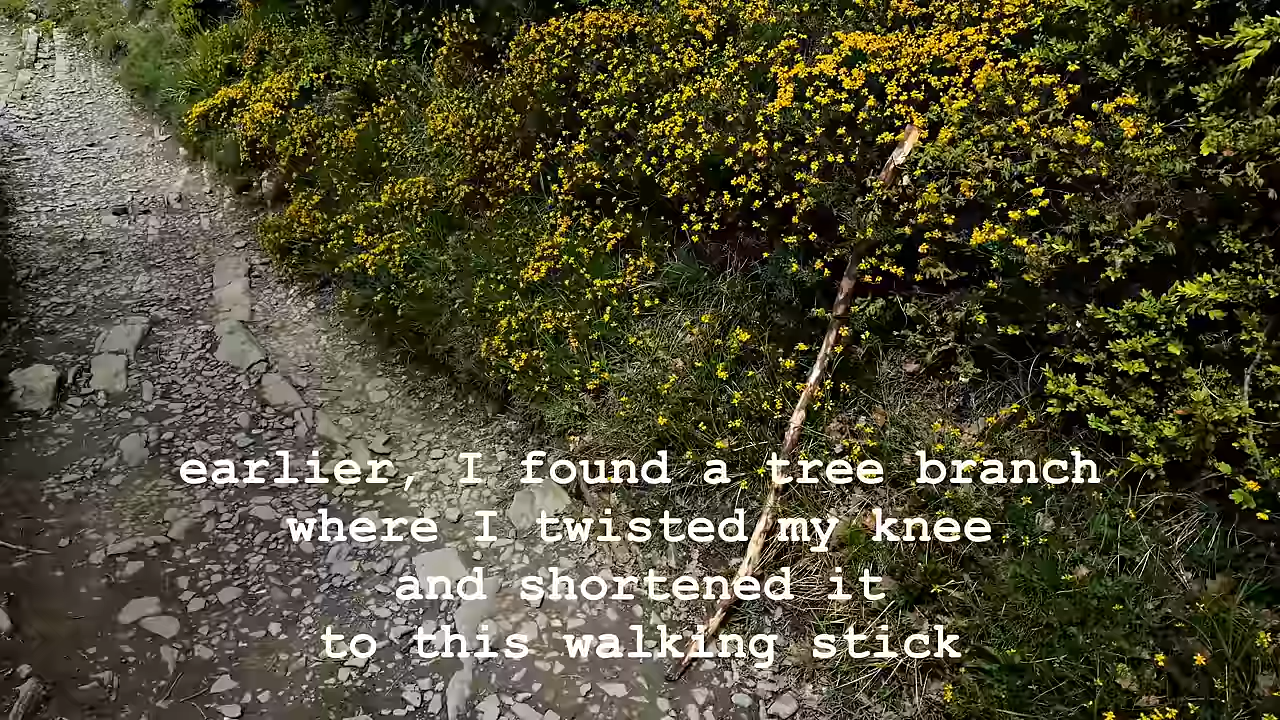 earlier, I found a tree branch
where I twisted my knee
and shortened it
to this walking stick